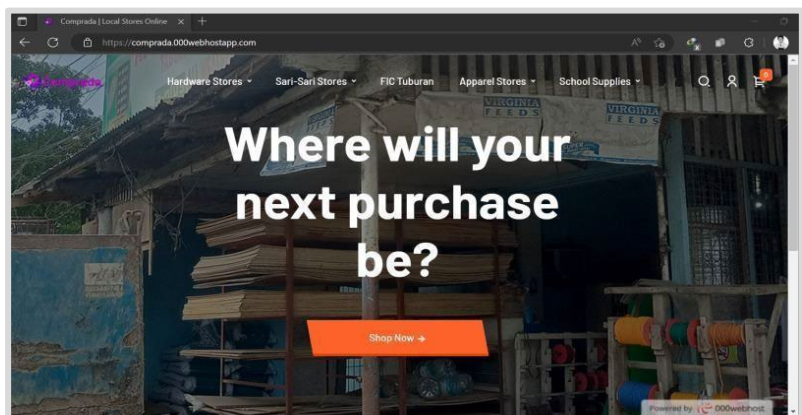 Comprada | Local Stores Online
https://comprada.000webhostapp.com
Comprada
Hardware Stores
Sari-Sari Stores
FIC Tuburan
Apparel Stores
School Supplies
0
VIRGINIA
FEEDS
VIRGINIA
FEEDS
Where will your
next purchase
be?
Shop Now →
Powered by 000webhost